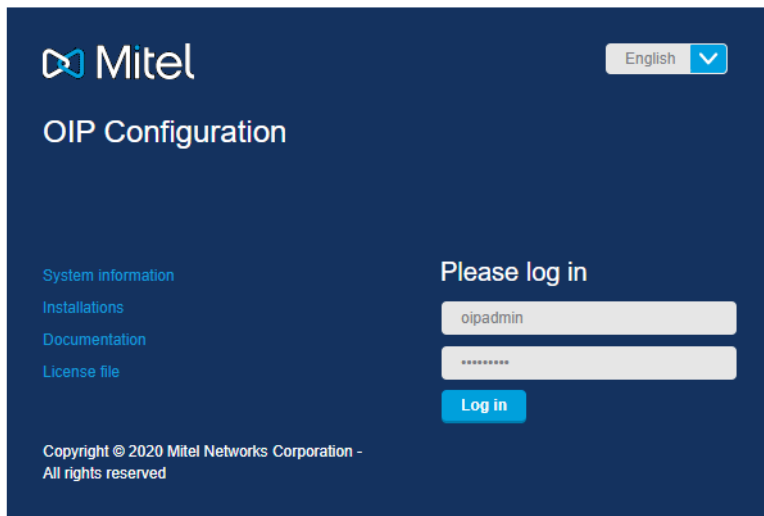 Mitel
English
OIP Configuration
System information
Installations
Documentation
License file
Please log in
oipadmin
•••••••••
Log in
Copyright © 2020 Mitel Networks Corporation -
All rights reserved